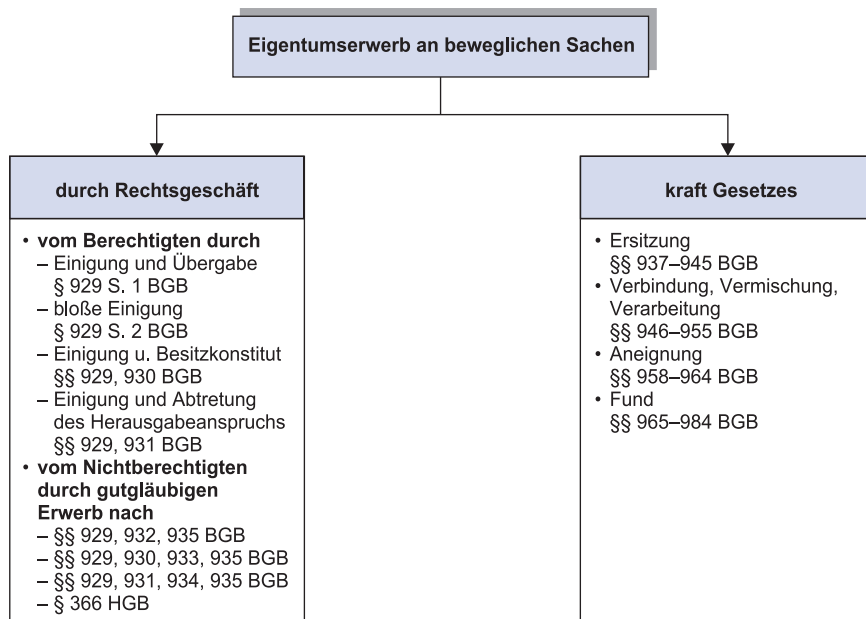 Eigentumserwerb an beweglichen Sachen
durch Rechtsgeschäft
• vom Berechtigten durch
– Einigung und Übergabe
§ 929 S. 1 BGB
– bloße Einigung
§ 929 S. 2 BGB
– Einigung u. Besitzkonstitut
§§ 929, 930 BGB
– Einigung und Abtretung
des Herausgabeanspruchs
§§ 929, 931 BGB
• vom Nichtberechtigten
durch gutgläubigen
Erwerb nach
– §§ 929, 932, 935 BGB
– §§ 929, 930, 933, 935 BGB
– §§ 929, 931, 934, 935 BGB
– § 366 HGB
kraft Gesetzes
• Ersitzung
§§ 937–945 BGB
• Verbindung, Vermischung,
Verarbeitung
§§ 946–955 BGB
• Aneignung
§§ 958–964 BGB
• Fund
§§ 965–984 BGB